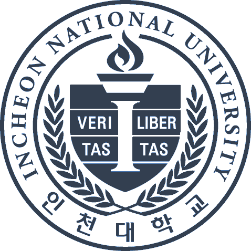 INCHEON NATIONAL UNIVERSITY
VERI LIBER
TAS TAS
인천대학교